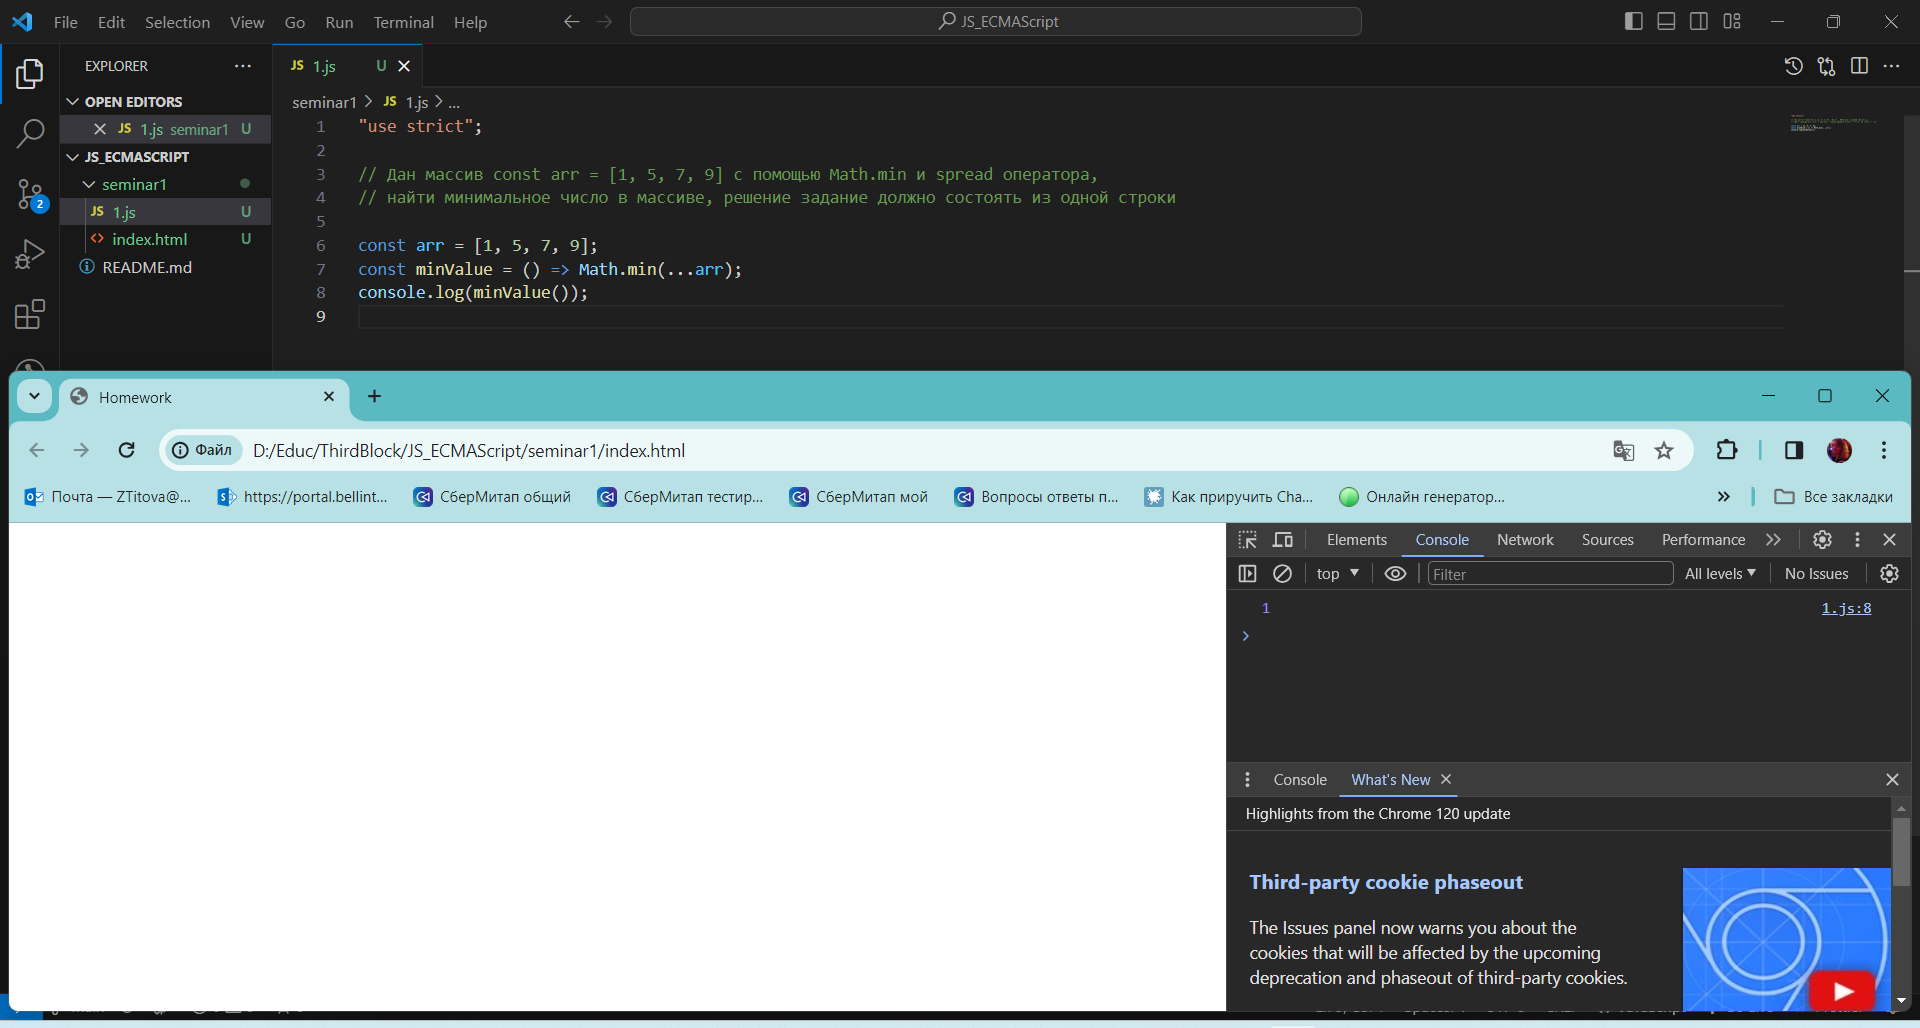 File Edit Selection View Go Run Terminal Help
JS_ECMAScript
EXPLORER
JS 1.js U
OPEN EDITORS
JS 1.js seminar1 U
JS_ECMASCRIPT
seminar1
JS 1.js U
<> index.html U
README.md
2
seminar1 > JS 1.js > ...
1 "use strict";
2
3 // Дан массив const arr = [1, 5, 7, 9] с помощью Math.min и spread оператора,
4 // найти минимальное число в массиве, решение задание должно состоять из одной строки
5
6 const arr = [1, 5, 7, 9];
7 const minValue = () => Math.min(...arr);
8 console.log(minValue());
9
Homework
Файл D:/Educ/ThirdBlock/JS_ECMAScript/seminar1/index.html
Почта — ZTitova@... https://portal.bellint... СберМитап общий СберМитап тестир... СберМитап мой Вопросы ответы п... Как приручить Cha... Онлайн генератор... » Все закладки
Elements Console Network Sources Performance »
top Filter All levels No Issues
1 1.js:8
>
Console What's New
Highlights from the Chrome 120 update
Third-party cookie phaseout
The Issues panel now warns you about the
cookies that will be affected by the upcoming
deprecation and phaseout of third-party cookies.